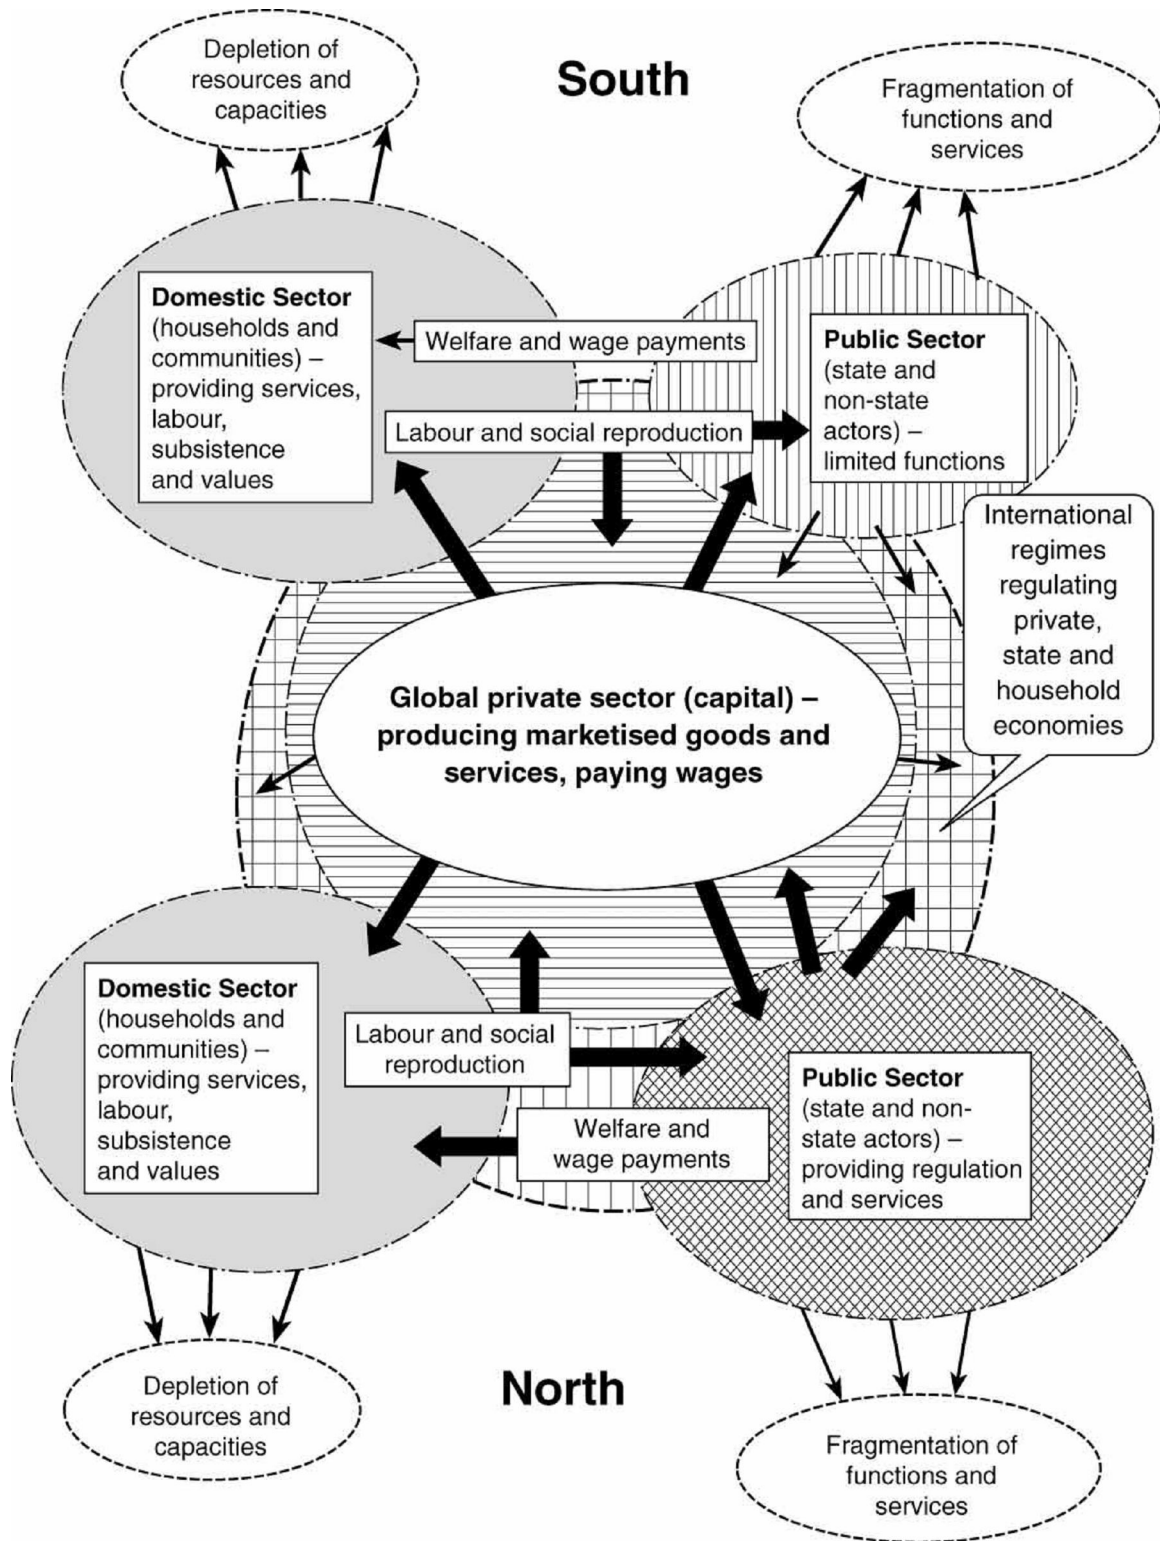 Depletion of
resources and
capacities
South
Fragmentation of
functions and
services
Domestic Sector
(households and
communities) –
providing services,
labour,
subsistence
and values
Welfare and wage payments
Labour and social reproduction
Public Sector
(state and
non-state
actors) –
limited functions
International
regimes
regulating
private,
state and
household
economies
Global private sector (capital) –
producing marketised goods and
services, paying wages
Domestic Sector
(households and
communities) –
providing services,
labour,
subsistence
and values
Labour and social
reproduction
Welfare and
wage payments
Public Sector
(state and non-
state actors) –
providing regulation
and services
Depletion of
resources and
capacities
North
Fragmentation of
functions and
services